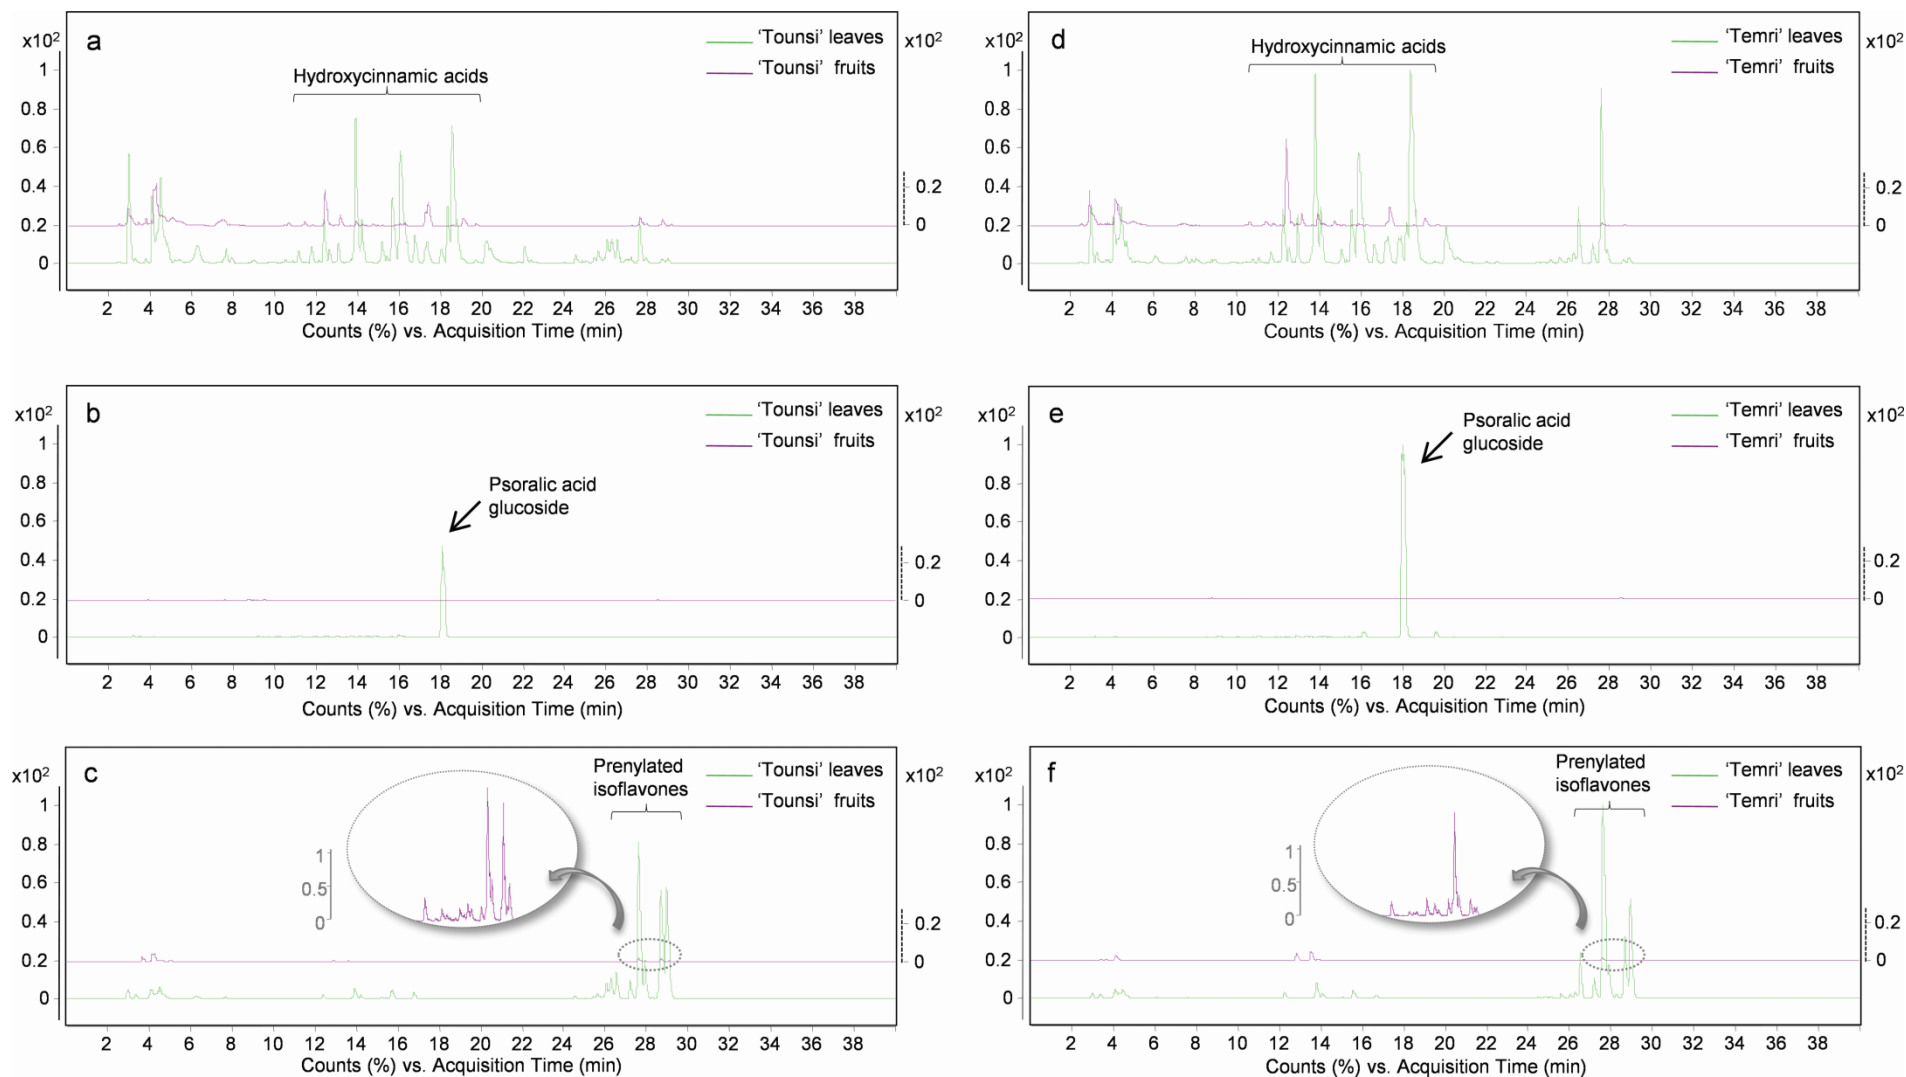 a
x10²
1
0.8
0.6
0.4
0.2
0
Hydroxycinnamic acids
'Tounsi' leaves
'Tounsi' fruits
x10²
0.2
0
2 4 6 8 10 12 14 16 18 20 22 24 26 28 30 32 34 36 38
Counts (%) vs. Acquisition Time (min)
d
x10²
1
0.8
0.6
0.4
0.2
0
Hydroxycinnamic acids
'Temri' leaves
'Temri' fruits
x10²
0.2
0
2 4 6 8 10 12 14 16 18 20 22 24 26 28 30 32 34 36 38
Counts (%) vs. Acquisition Time (min)
b
x10²
1
0.8
0.6
0.4
0.2
0
Psoralic acid
glucoside
'Tounsi' leaves
'Tounsi' fruits
x10²
0.2
0
2 4 6 8 10 12 14 16 18 20 22 24 26 28 30 32 34 36 38
Counts (%) vs. Acquisition Time (min)
e
x10²
1
0.8
0.6
0.4
0.2
0
Psoralic acid
glucoside
'Temri' leaves
'Temri' fruits
x10²
0.2
0
2 4 6 8 10 12 14 16 18 20 22 24 26 28 30 32 34 36 38
Counts (%) vs. Acquisition Time (min)
c
x10²
1
0.8
0.6
0.4
0.2
0
1
0.5
0
Prenylated
isoflavones
'Tounsi' leaves
'Tounsi' fruits
x10²
0.2
0
2 4 6 8 10 12 14 16 18 20 22 24 26 28 30 32 34 36 38
Counts (%) vs. Acquisition Time (min)
f
x10²
1
0.8
0.6
0.4
0.2
0
1
0.5
0
Prenylated
isoflavones
'Temri' leaves
'Temri' fruits
x10²
0.2
0
2 4 6 8 10 12 14 16 18 20 22 24 26 28 30 32 34 36 38
Counts (%) vs. Acquisition Time (min)